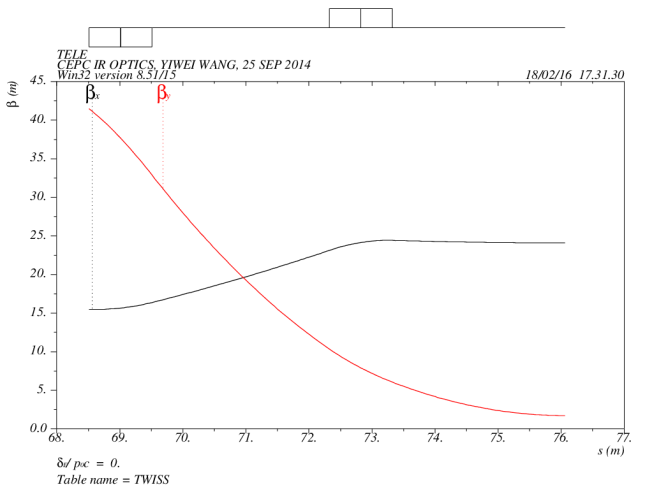 TELE
CEPC IR OPTICS, YIWEI WANG, 25 SEP 2014
Win32 version 8.51/15 18/02/16 17.31.30
β (m)
βx βy
45.
40.
35.
30.
25.
20.
15.
10.
5.
0.0
68. 69. 70. 71. 72. 73. 74. 75. 76. 77.
s (m)
δE/ p0c = 0.
Table name = TWISS